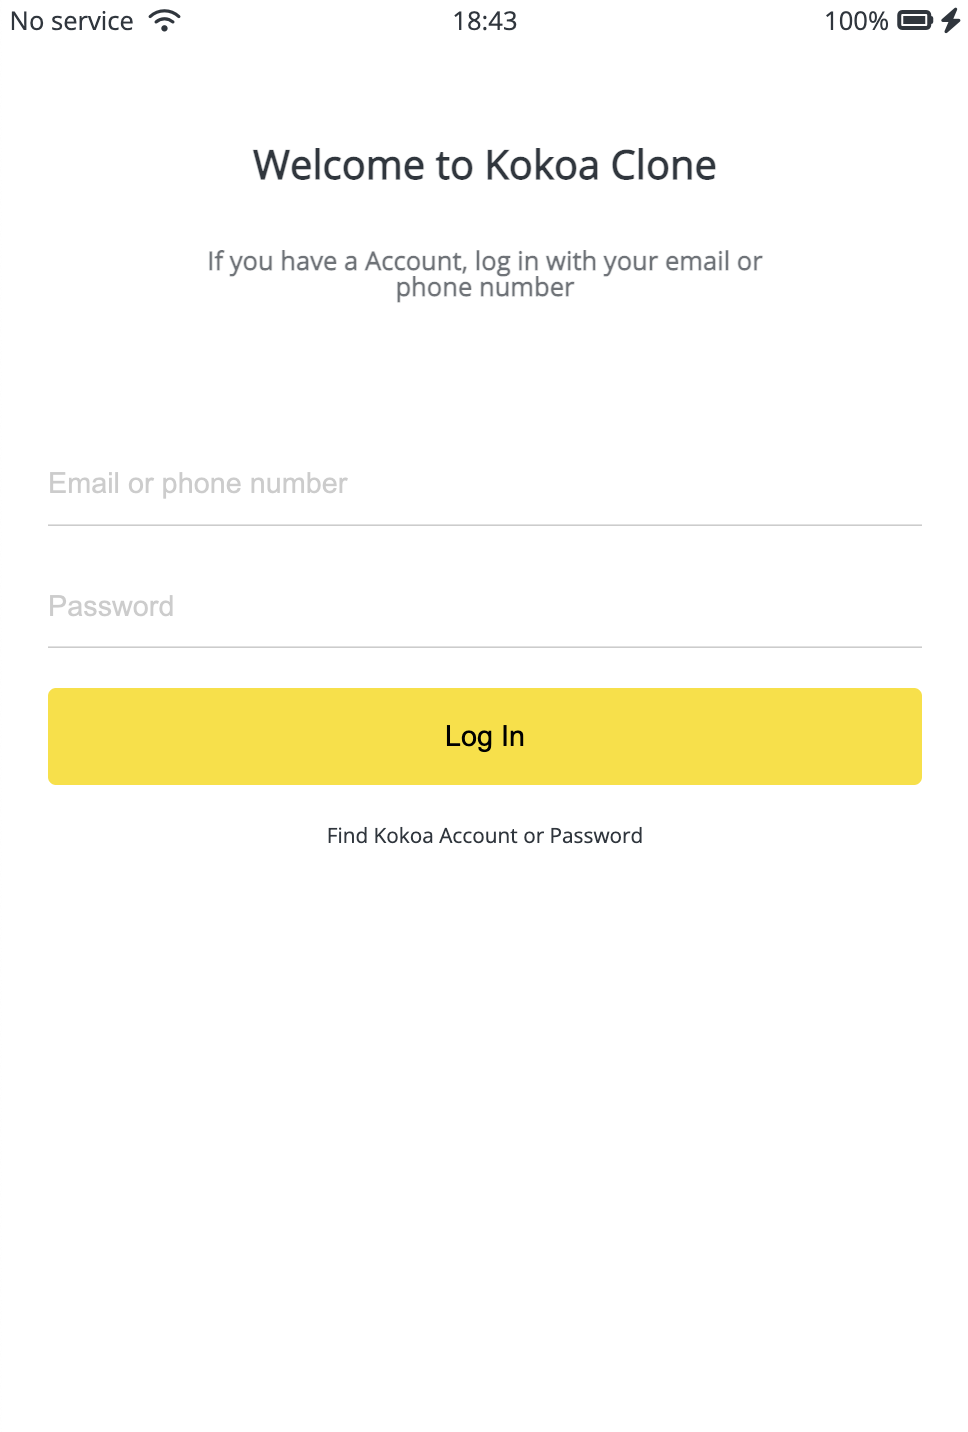 No service 18:43 100%
Welcome to Kokoa Clone
If you have a Account, log in with your email or
phone number
Email or phone number
Password
Log In
Find Kokoa Account or Password